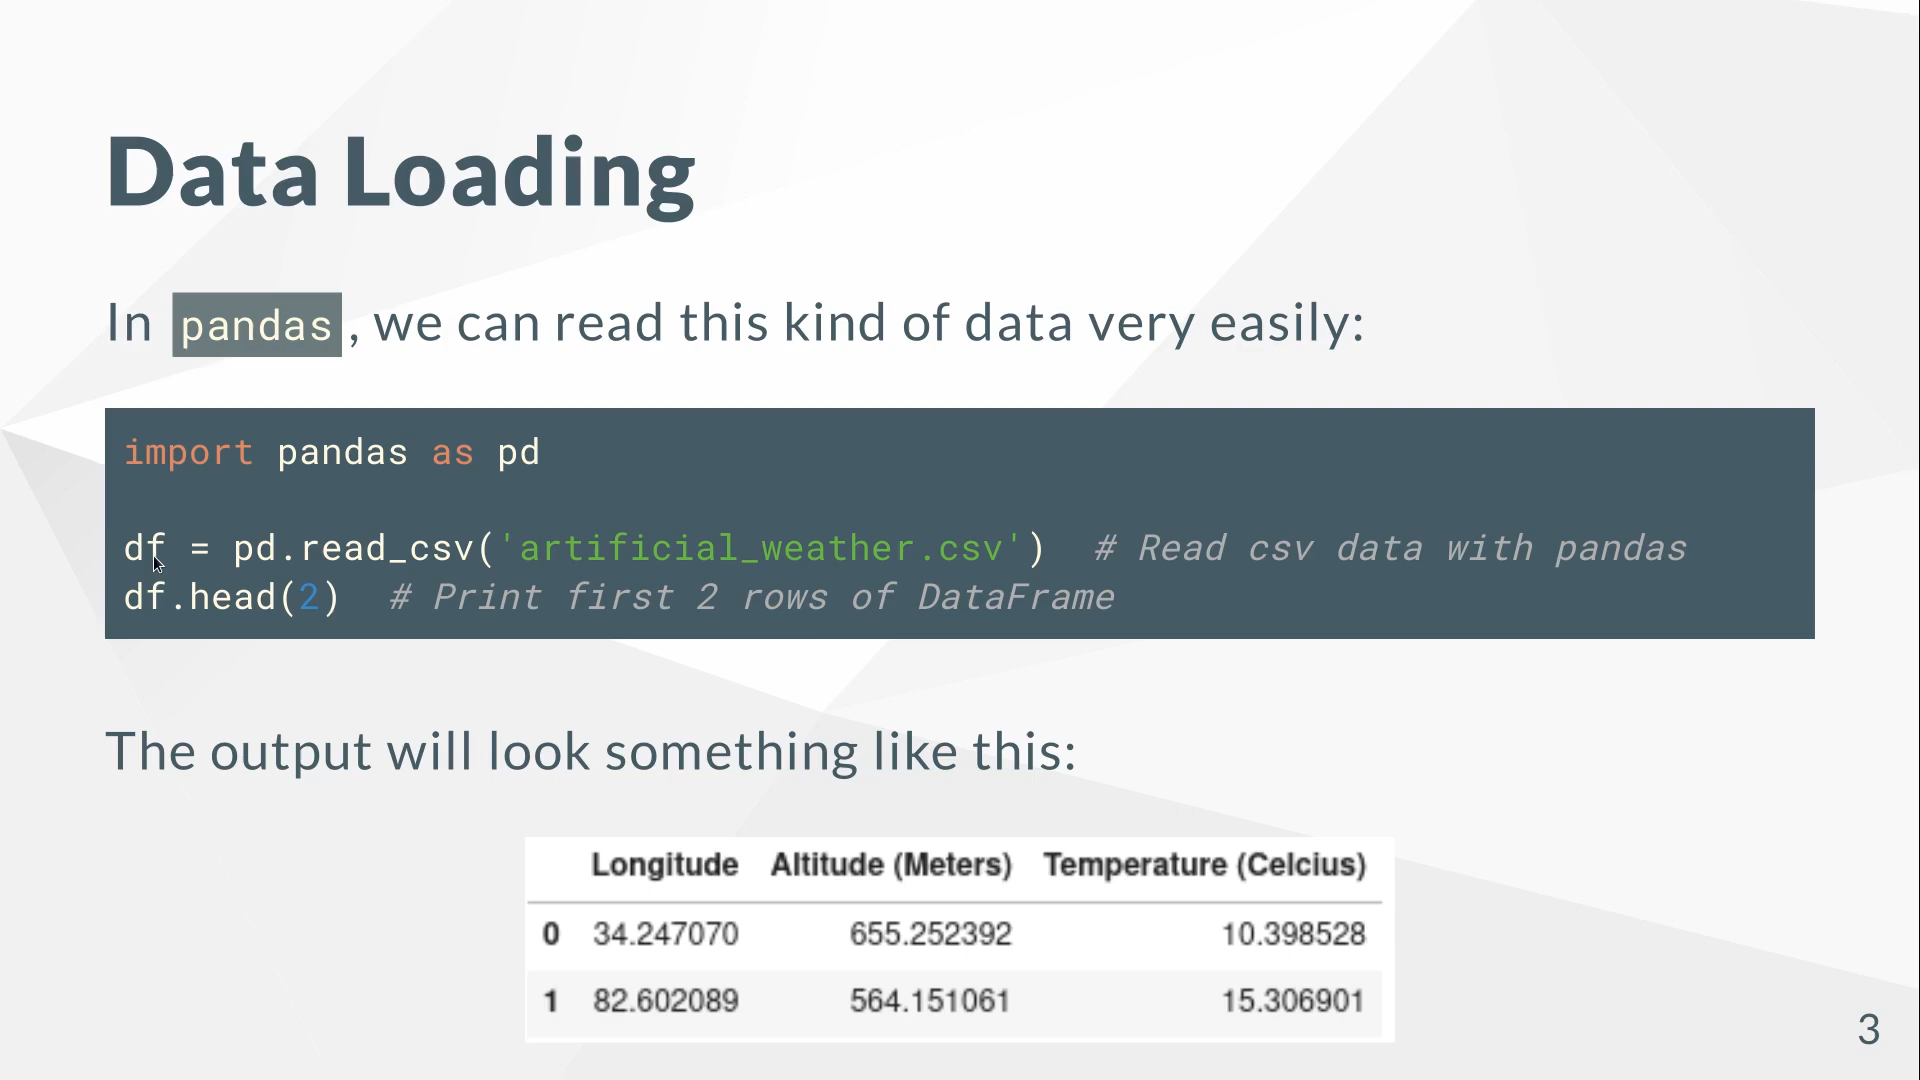 Data Loading
In pandas, we can read this kind of data very easily:
import pandas as pd
df = pd.read_csv('artificial_weather.csv')  # Read csv data with pandas
df.head(2)  # Print first 2 rows of DataFrame
The output will look something like this:
Longitude Altitude (Meters) Temperature (Celcius)
0 34.247070 655.252392 10.398528
1 82.602089 564.151061 15.306901
3